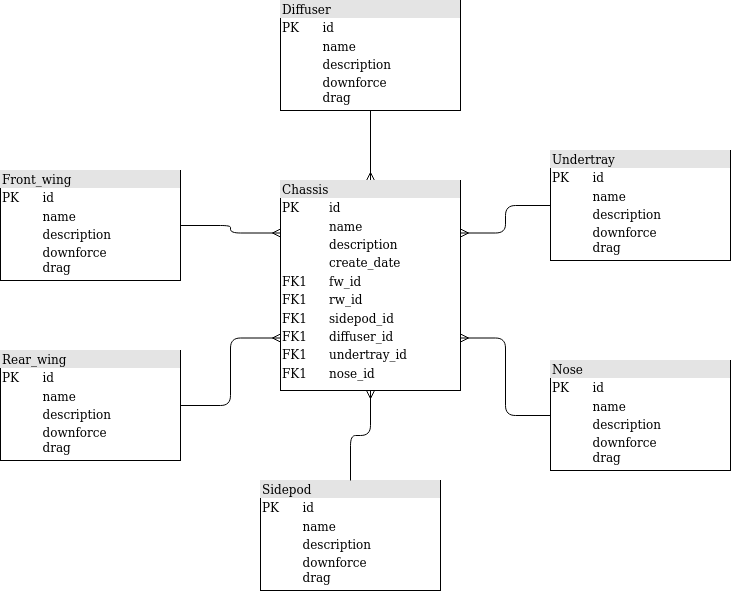 Diffuser
PK id
name
description
downforce
drag
Front_wing
PK id
name
description
downforce
drag
Chassis
PK id
name
description
create_date
FK1 fw_id
FK1 rw_id
FK1 sidepod_id
FK1 diffuser_id
FK1 undertray_id
FK1 nose_id
Undertray
PK id
name
description
downforce
drag
Rear_wing
PK id
name
description
downforce
drag
Nose
PK id
name
description
downforce
drag
Sidepod
PK id
name
description
downforce
drag